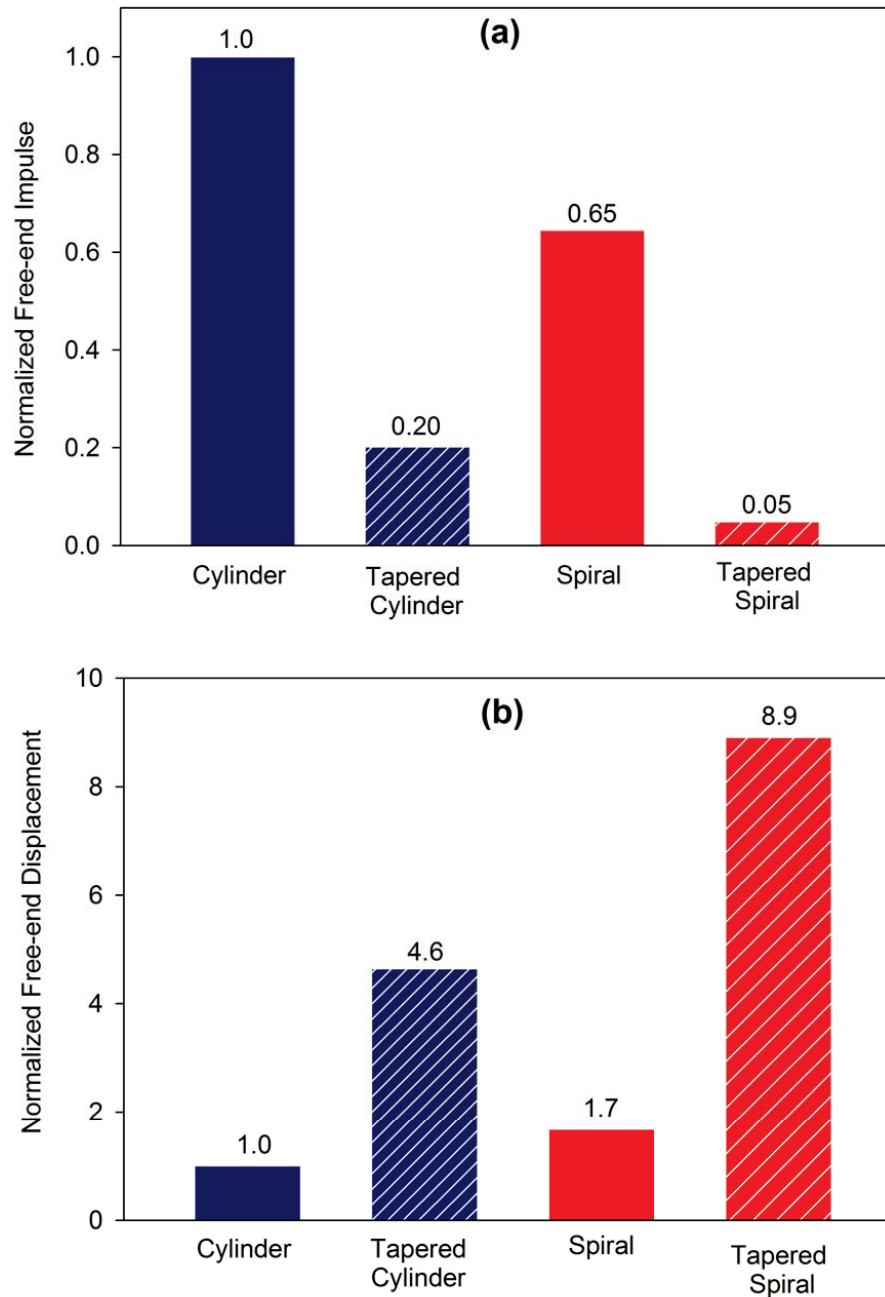 (a)
Normalized Free-end Impulse
1.0
0.8
0.6
0.4
0.2
0.0
1.0
0.20
0.65
0.05
Cylinder
Tapered
Cylinder
Spiral
Tapered
Spiral
(b)
Normalized Free-end Displacement
10
8
6
4
2
0
1.0
4.6
1.7
8.9
Cylinder
Tapered
Cylinder
Spiral
Tapered
Spiral